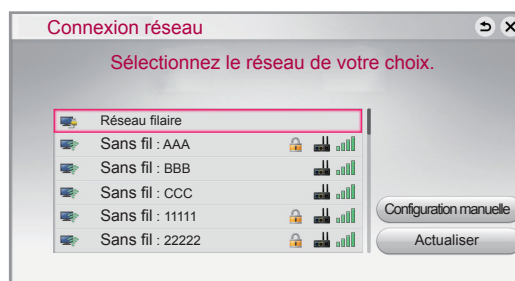 Connexion réseau
Sélectionnez le réseau de votre choix.
Réseau filaire
Sans fil : AAA
Sans fil : BBB
Sans fil : CCC
Sans fil : 11111
Sans fil : 22222
Configuration manuelle
Actualiser